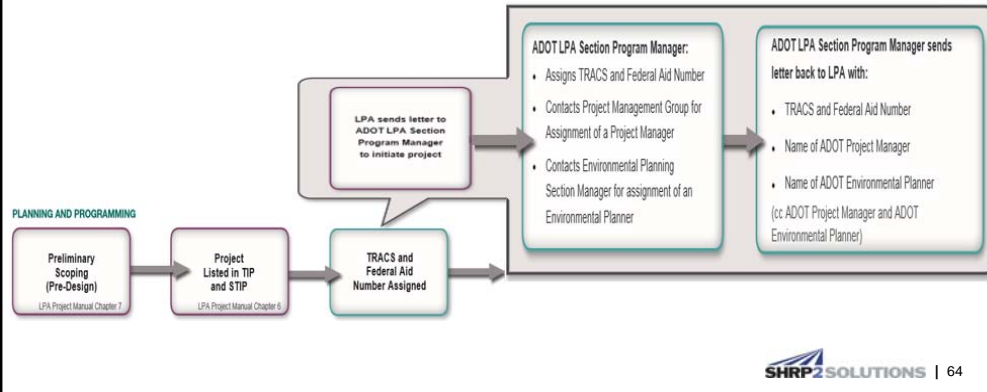 ADOT LPA Section Program Manager:
• Assigns TRACS and Federal Aid Number
• Contacts Project Management Group for
Assignment of a Project Manager
• Contacts Environmental Planning
Section Manager for assignment of an
Environmental Planner
ADOT LPA Section Program Manager sends
letter back to LPA with:
• TRACS and Federal Aid Number
• Name of ADOT Project Manager
• Name of ADOT Environmental Planner
(cc ADOT Project Manager and ADOT
Environmental Planner)
LPA sends letter to
ADOT LPA Section
Program Manager
to initiate project
PLANNING AND PROGRAMMING
Preliminary
Scoping
(Pre-Design)
LPA Project Manual Chapter 7
Project
Listed in TIP
and STIP
LPA Project Manual Chapter 6
TRACS and
Federal Aid
Number Assigned
SHRP2 SOLUTIONS | 64